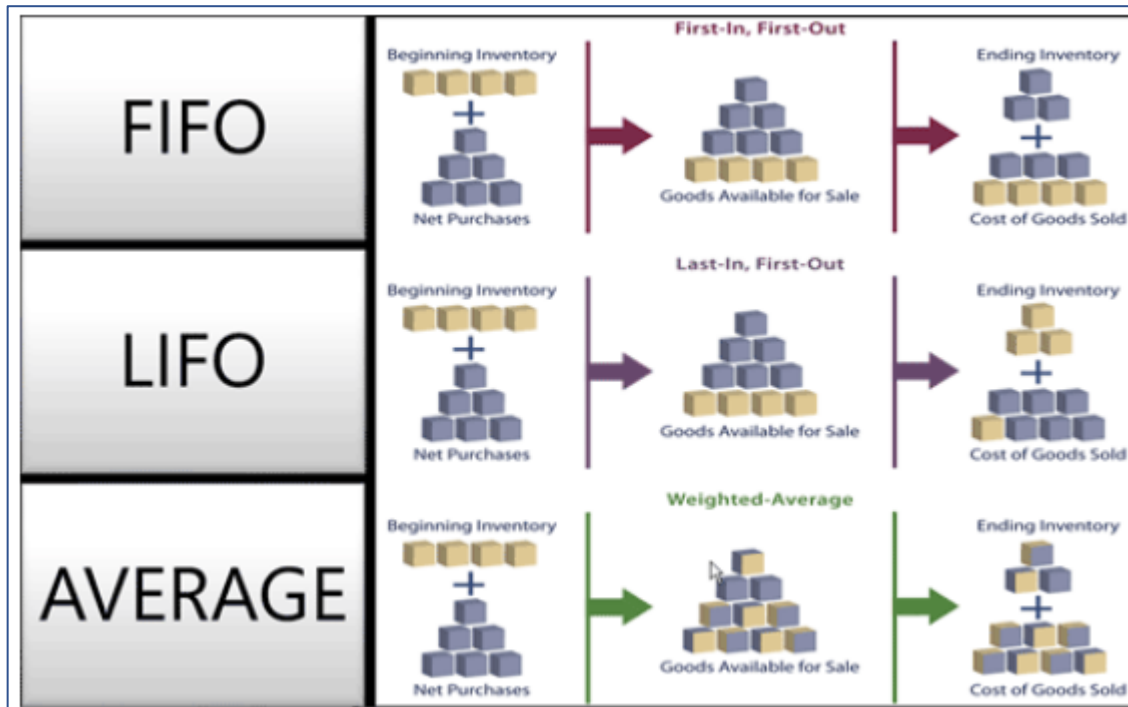 FIFO
First-In, First-Out
Beginning Inventory
Net Purchases
Goods Available for Sale
Ending Inventory
Cost of Goods Sold
LIFO
Last-In, First-Out
Beginning Inventory
Net Purchases
Goods Available for Sale
Ending Inventory
Cost of Goods Sold
AVERAGE
Weighted-Average
Beginning Inventory
Net Purchases
Goods Available for Sale
Ending Inventory
Cost of Goods Sold